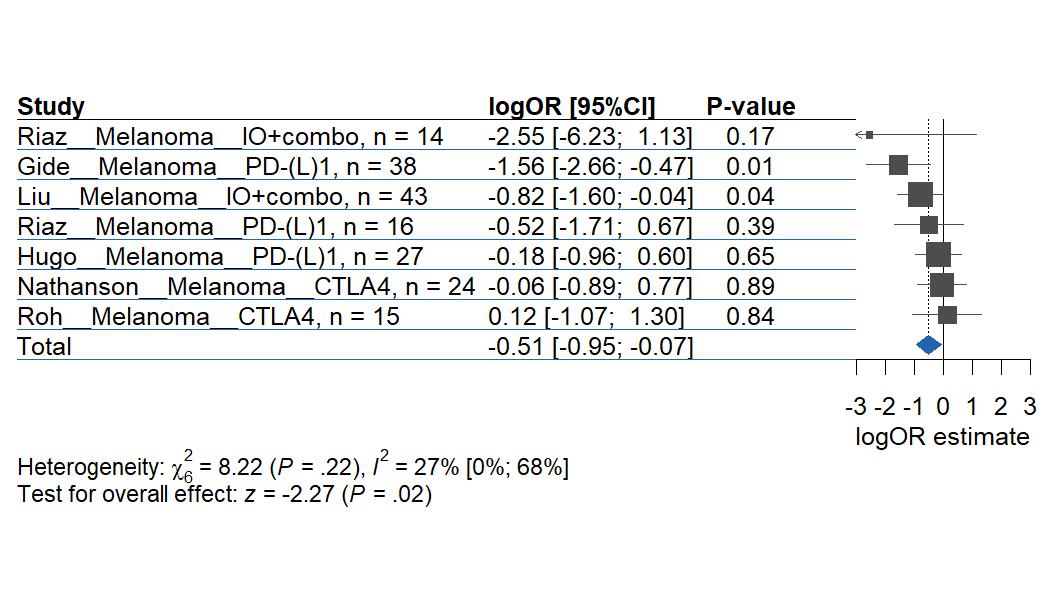 Study logOR [95%CI] P-value
Riaz__Melanoma__IO+combo, n = 14 -2.55 [-6.23; 1.13] 0.17
Gide__Melanoma__PD-(L)1, n = 38 -1.56 [-2.66; -0.47] 0.01
Liu__Melanoma__IO+combo, n = 43 -0.82 [-1.60; -0.04] 0.04
Riaz__Melanoma__PD-(L)1, n = 16 -0.52 [-1.71; 0.67] 0.39
Hugo__Melanoma__PD-(L)1, n = 27 -0.18 [-0.96; 0.60] 0.65
Nathanson__Melanoma__CTLA4, n = 24 -0.06 [-0.89; 0.77] 0.89
Roh__Melanoma__CTLA4, n = 15 0.12 [-1.07; 1.30] 0.84
Total -0.51 [-0.95; -0.07]
-3 -2 -1 0 1 2 3
logOR estimate
Heterogeneity: χ²₆ = 8.22 (P = .22), I² = 27% [0%; 68%]
Test for overall effect: z = -2.27 (P = .02)